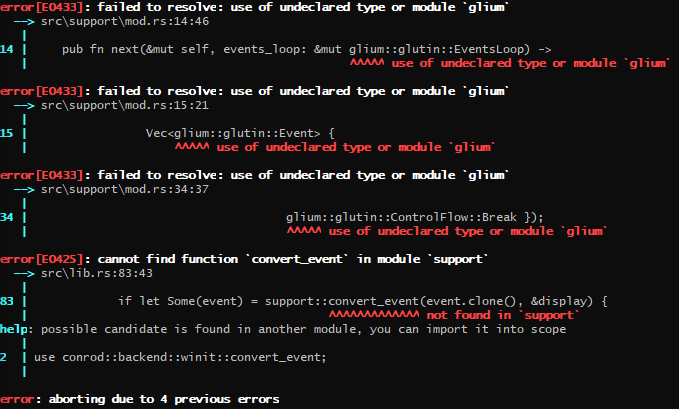 error[E0433]: failed to resolve: use of undeclared type or module `glium`
--> src\support\mod.rs:14:46
|
14 | pub fn next(&mut self, events_loop: &mut glium::glutin::EventsLoop) ->
| ^^^^^ use of undeclared type or module `glium`
error[E0433]: failed to resolve: use of undeclared type or module `glium`
--> src\support\mod.rs:15:21
|
15 | Vec<glium::glutin::Event> {
| ^^^^^ use of undeclared type or module `glium`
error[E0433]: failed to resolve: use of undeclared type or module `glium`
--> src\support\mod.rs:34:37
|
34 | glium::glutin::ControlFlow::Break });
| ^^^^^ use of undeclared type or module `glium`
error[E0425]: cannot find function `convert_event` in module `support`
--> src\lib.rs:83:43
|
83 | if let Some(event) = support::convert_event(event.clone(), &display) {
| ^^^^^^^^^^^^^ not found in `support`
help: possible candidate is found in another module, you can import it into scope
|
2 | use conrod::backend::winit::convert_event;
|
error: aborting due to 4 previous errors